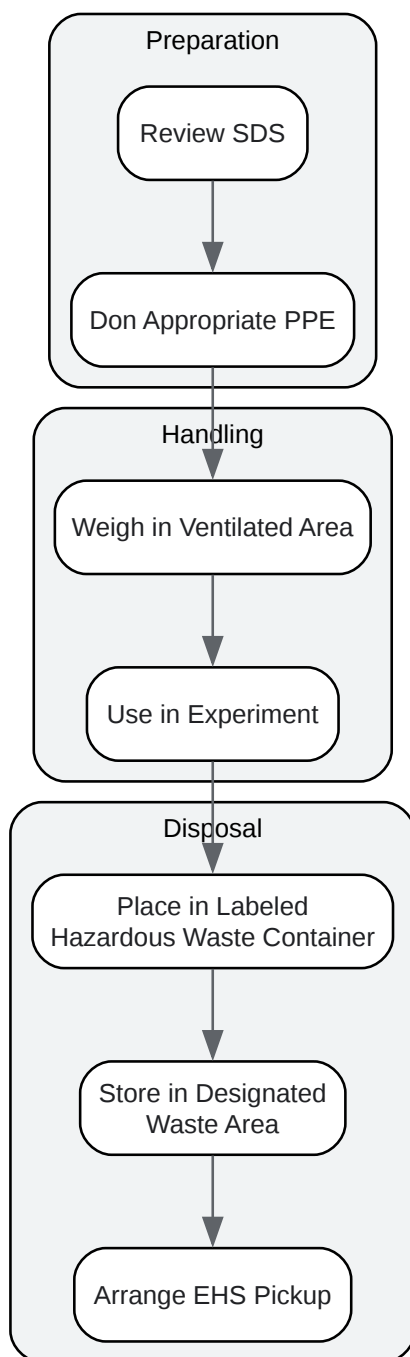 Preparation
Review SDS
Don Appropriate PPE
Handling
Weigh in Ventilated Area
Use in Experiment
Disposal
Place in Labeled
Hazardous Waste Container
Store in Designated
Waste Area
Arrange EHS Pickup